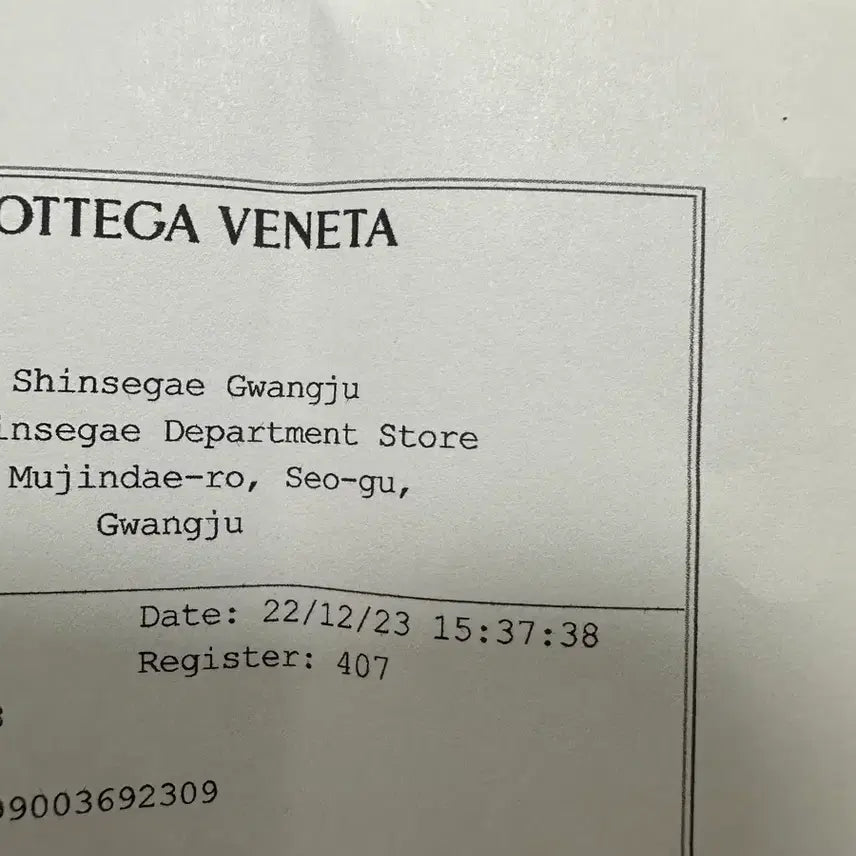 OTTEGA VENETA
Shinsegae Gwangju
insegae Department Store
Mujindae-ro, Seo-gu,
Gwangju
Date: 22/12/23 15:37:38
Register: 407
9003692309